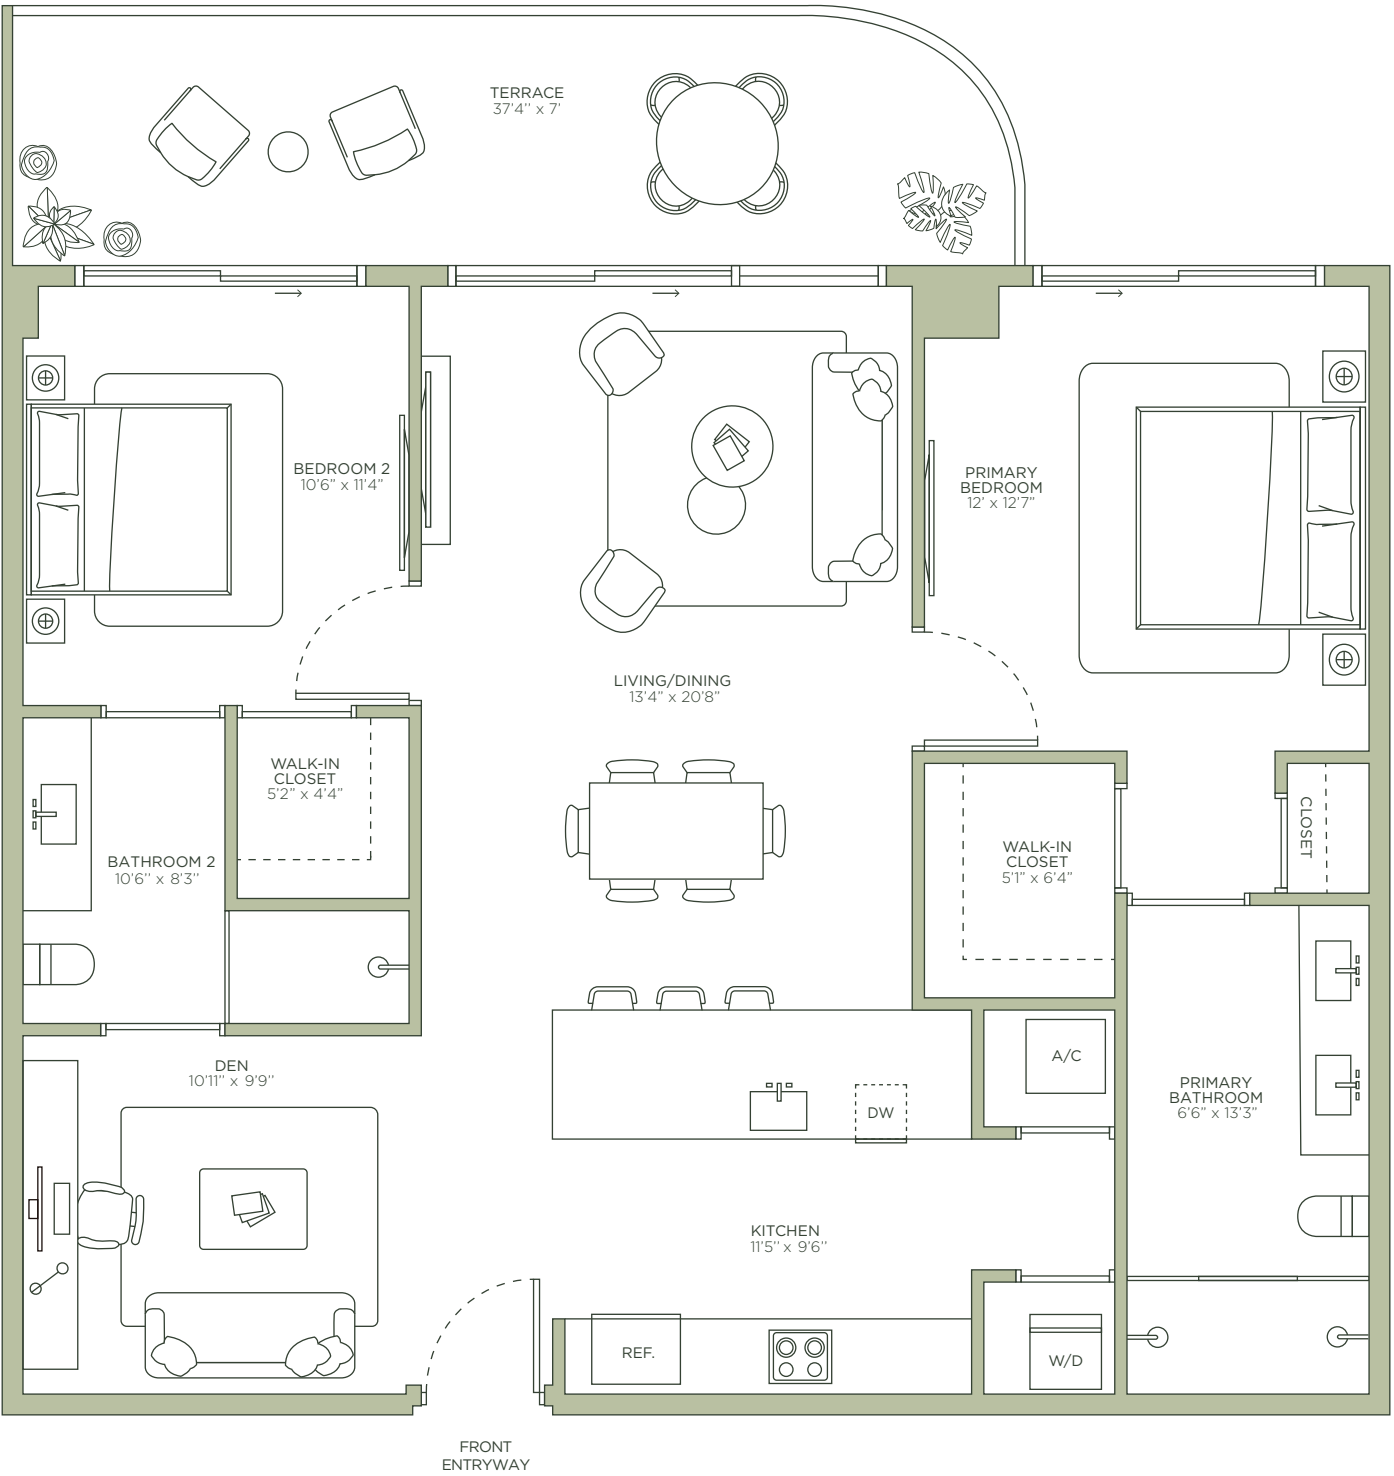 TERRACE
37'4'' x 7'
BEDROOM 2
10'6” x 11'4”
PRIMARY
BEDROOM
12’ x 12’7”
LIVING/DINING
13’4” x 20’8”
WALK-IN
CLOSET
5’2” x 4’4”
BATHROOM 2
10’6’’ x 8’3’’
WALK-IN
CLOSET
5’1” x 6’4”
CLOSET
DEN
10’11’’ x 9’9’’
A/C
DW
PRIMARY
BATHROOM
6’6” x 13’3”
KITCHEN
11’5’’ x 9’6’’
REF.
W/D
FRONT
ENTRYWAY